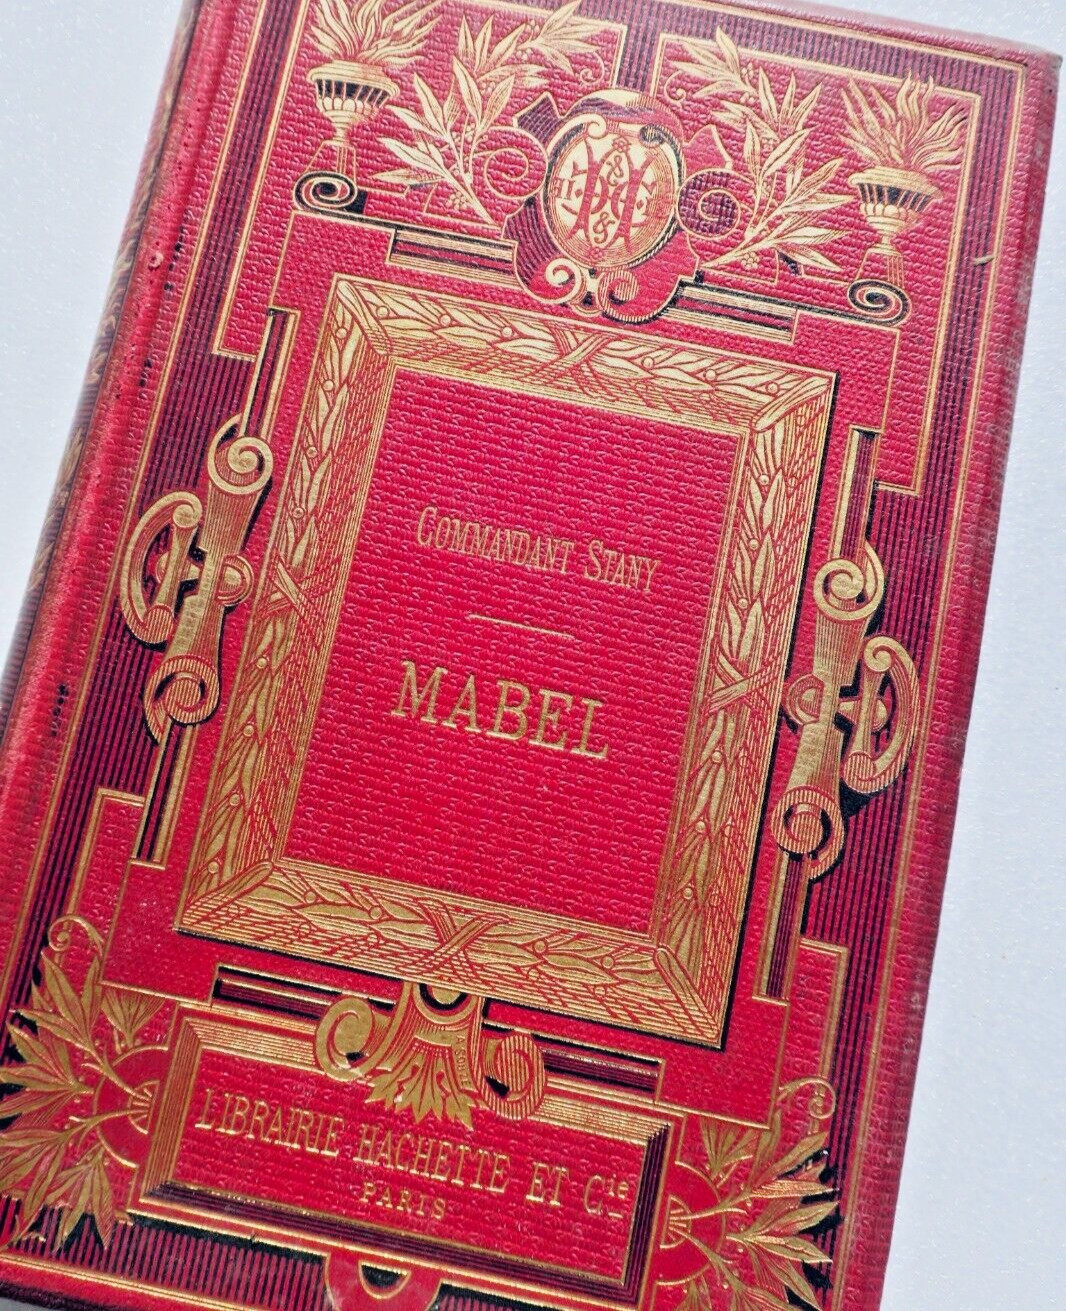 COMMANDANT STANY
MABEL
LIBRAIRIE HACHETTE ET Cie
PARIS